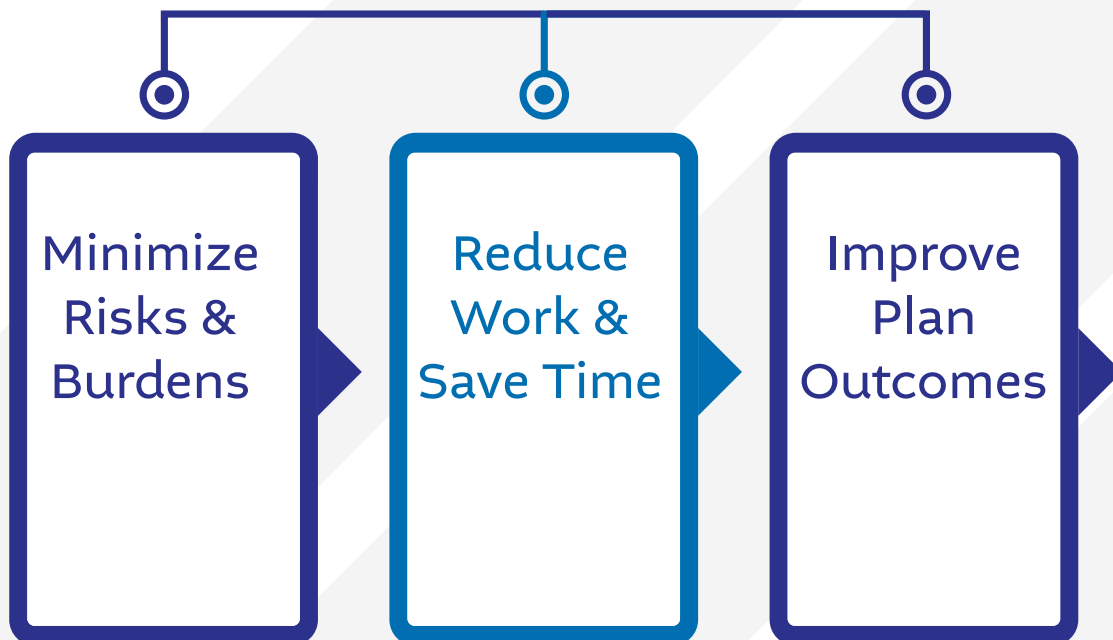 Minimize
Risks &
Burdens
Reduce
Work &
Save Time
Improve
Plan
Outcomes